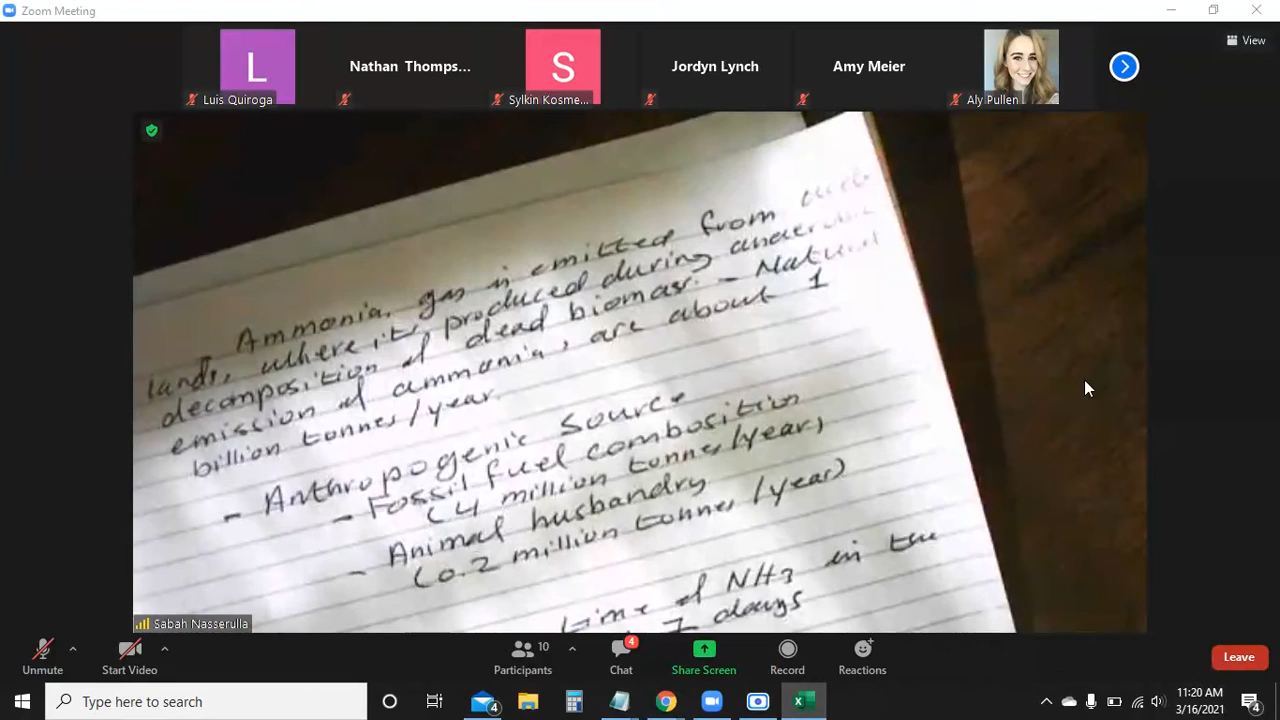 Zoom Meeting
View
L
Nathan Thomps...
S
Jordyn Lynch
Amy Meier
Luis Quiroga
Sylkin Kosme...
Aly Pullen
Ammonia gas is emitted from
lands, where its produced during
decomposition of dead biomass. - Natural
emission of ammonia, are about 1
billion tonnes/year.
- Anthropogenic Source
- Fossil fuel composition
(4 million tonnes/year)
- Animal husbandry
(0.2 million tonnes/year)
time of NH3 in the
7 days
Sabah Nasserulla
Unmute
Start Video
Participants
10
Chat
4
Share Screen
Record
Reactions
Leave
Type here to search
4
11:20 AM
3/16/2021
4